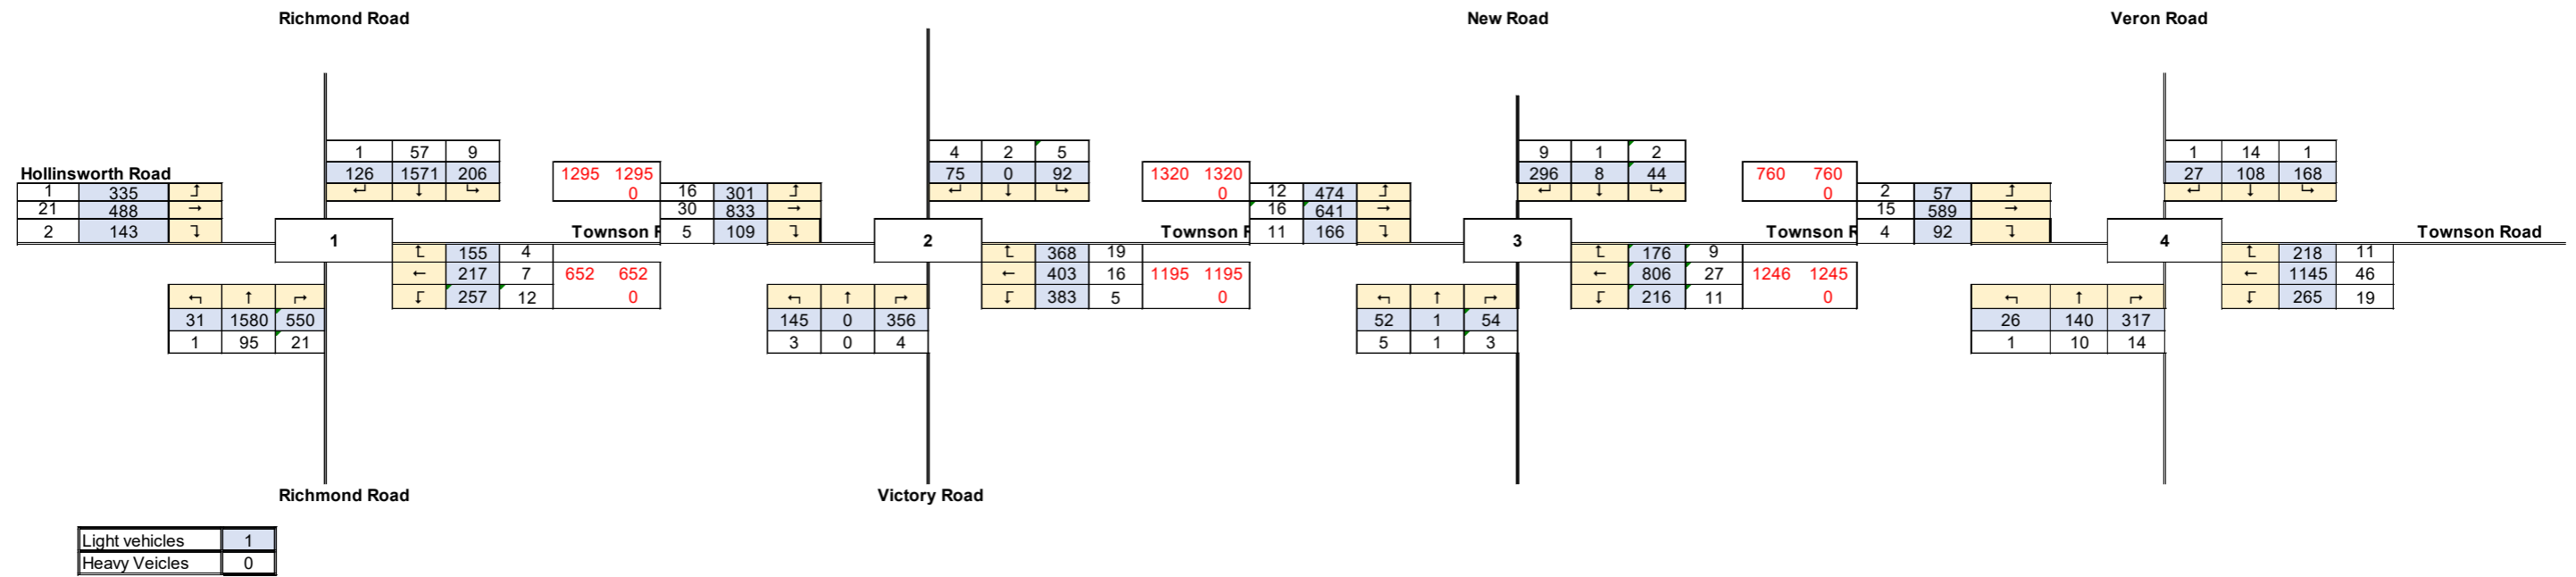 Richmond Road New Road Veron Road
1 57 9 4 2 5 9 1 2 1 14 1
Hollinsworth Road 126 1571 206 1295 1295 75 0 92 1320 1320 296 8 44 760 760 27 108 168
1 335 ↵ ↓ ↳ 0 16 301 ↵ ↓ ↳ 0 12 474 ↵ ↓ ↳ 0 2 57 ↵ ↓ ↳
21 488 → 30 833 → 16 641 → 15 589 →
2 143 1 Townson R 5 109 2 Townson F 11 166 3 Townson R 4 92 4 Townson Road
155 4 368 19 176 9 218 11
← 217 7 652 652 ← 403 16 1195 1195 ← 806 27 1246 1245 ← 1145 46
↰ ↑ ↱ 257 12 0 ↰ ↑ ↱ 383 5 0 ↰ ↑ ↱ 216 11 0 ↰ ↑ ↱ 265 19
31 1580 550 145 0 356 52 1 54 26 140 317
1 95 21 3 0 4 5 1 3 1 10 14
Richmond Road Victory Road
Light vehicles 1
Heavy Veicles 0